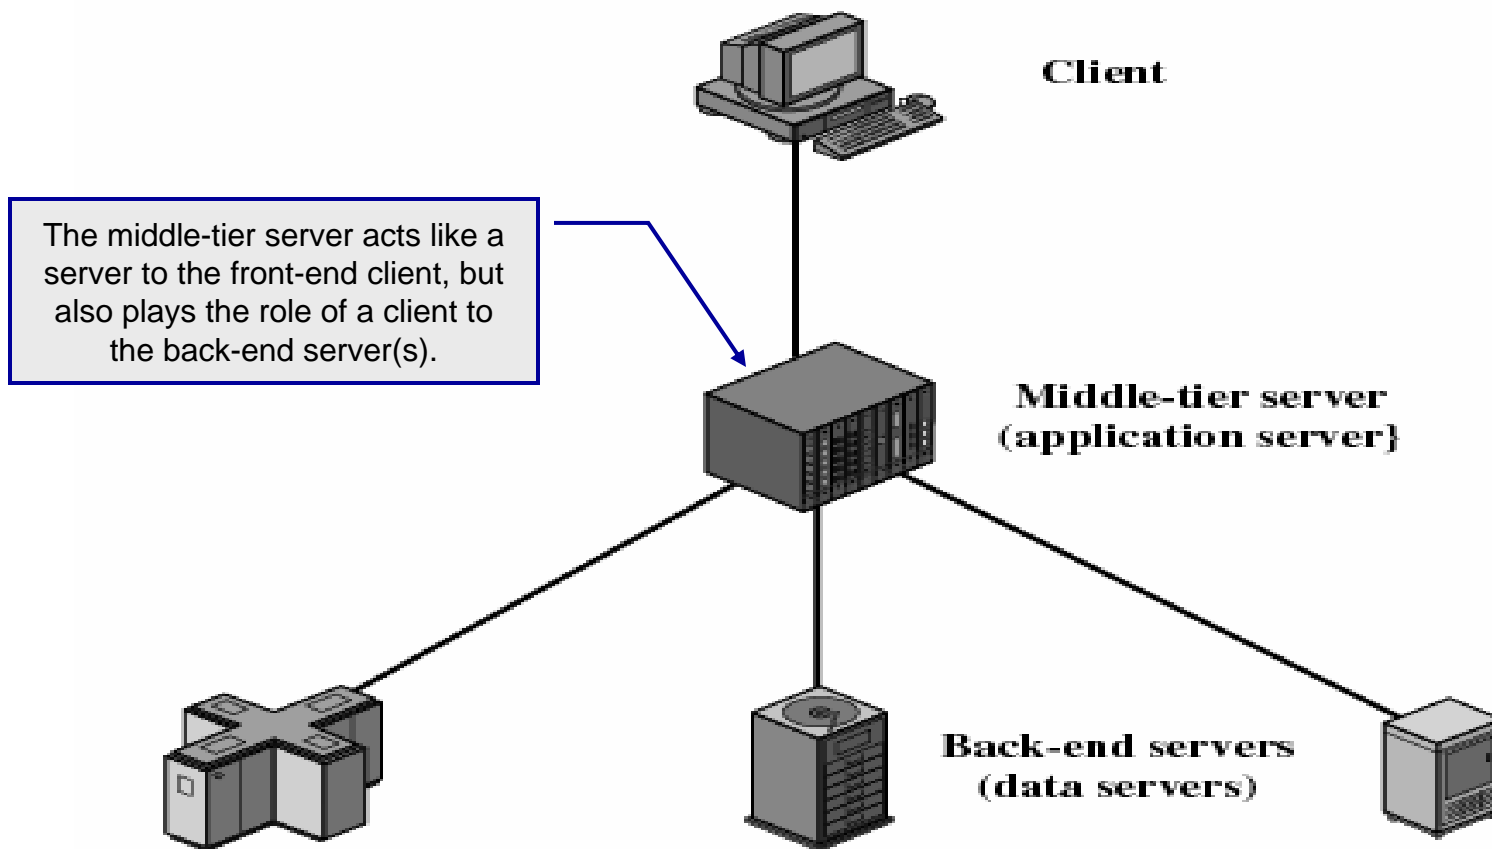 Client
The middle-tier server acts like a
server to the front-end client, but
also plays the role of a client to
the back-end server(s).
Middle-tier server
(application server}
Back-end servers
(data servers)